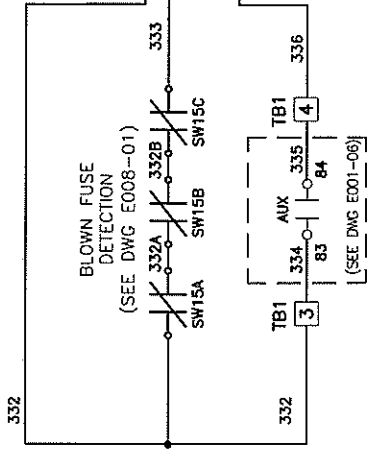 332
BLOWN FUSE
DETECTION
(SEE DWG E008-01)
332A
332B
333
SW15A
SW15B
SW15C
332
TB1
3
334
83
AUX
335
84
TB1
4
336
(SEE DWG E001-06)